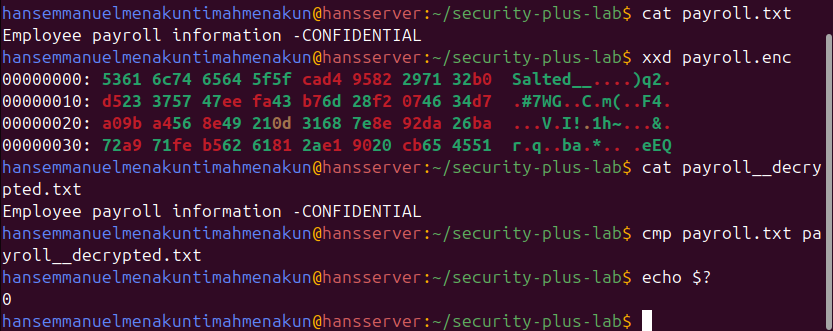 hansemmanuelmenakuntimahmenakun@hansserver:~/security-plus-lab$ cat payroll.txt
Employee payroll information -CONFIDENTIAL
hansemmanuelmenakuntimahmenakun@hansserver:~/security-plus-lab$ xxd payroll.enc
00000000: 5361 6c74 6564 5f5f cad4 9582 2971 32b0  Salted__....)q2.
00000010: d523 3757 47ee fa43 b76d 28f2 0746 34d7  .#7WG..C.m(..F4.
00000020: a09b a456 8e49 210d 3168 7e8e 92da 26ba  ...V.I!.1h~...&.
00000030: 72a9 71fe b562 6181 2ae1 9020 cb65 4551  r.q..ba.*.. .eEQ
hansemmanuelmenakuntimahmenakun@hansserver:~/security-plus-lab$ cat payroll__decry
pted.txt
Employee payroll information -CONFIDENTIAL
hansemmanuelmenakuntimahmenakun@hansserver:~/security-plus-lab$ cmp payroll.txt pa
yroll__decrypted.txt
hansemmanuelmenakuntimahmenakun@hansserver:~/security-plus-lab$ echo $?
0
hansemmanuelmenakuntimahmenakun@hansserver:~/security-plus-lab$